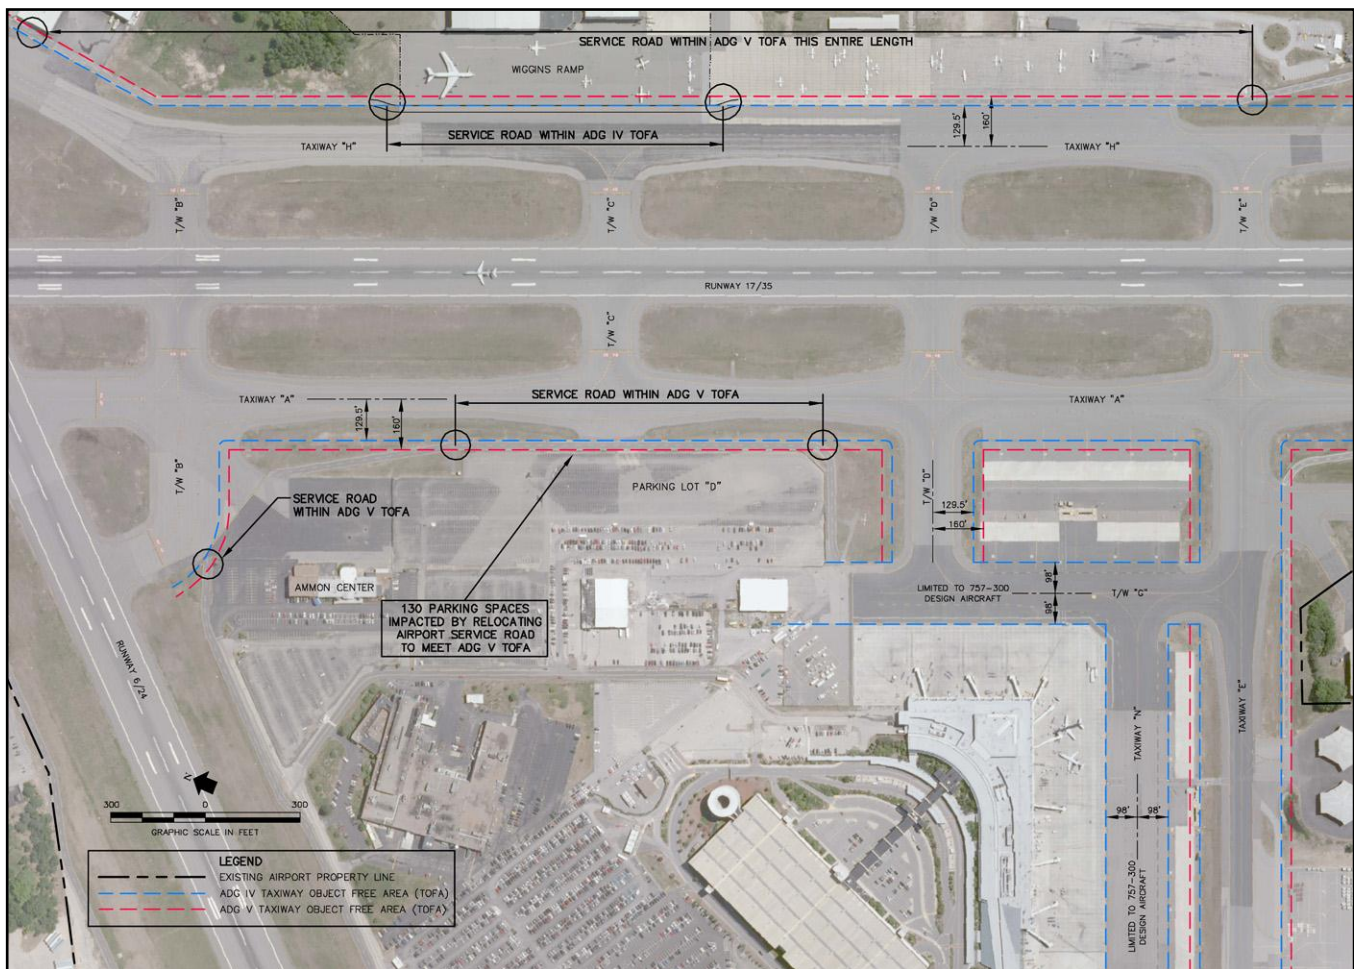 SERVICE ROAD WITHIN ADG V TOFA THIS ENTIRE LENGTH
WIGGINS RAMP
SERVICE ROAD WITHIN ADG IV TOFA
129.5'
160'
TAXIWAY "H"
TAXIWAY "H"
T/W "B"
T/W "C"
T/W "D"
T/W "E"
RUNWAY 17/35
T/W "C"
TAXIWAY "A"
129.5'
160'
SERVICE ROAD WITHIN ADG V TOFA
TAXIWAY "A"
T/W "B"
PARKING LOT "D"
T/W "D"
SERVICE ROAD
WITHIN ADG V TOFA
129.5'
160'
AMMON CENTER
98'
LIMITED TO 757-300
DESIGN AIRCRAFT
T/W "G"
98'
130 PARKING SPACES
IMPACTED BY RELOCATING
AIRPORT SERVICE ROAD
TO MEET ADG V TOFA
RUNWAY 6/24
TAXIWAY "N"
TAXIWAY "E"
N
300 0 300
GRAPHIC SCALE IN FEET
98' 98'
LIMITED TO 757-300
DESIGN AIRCRAFT
LEGEND
EXISTING AIRPORT PROPERTY LINE
ADG IV TAXIWAY OBJECT FREE AREA (TOFA)
ADG V TAXIWAY OBJECT FREE AREA (TOFA)